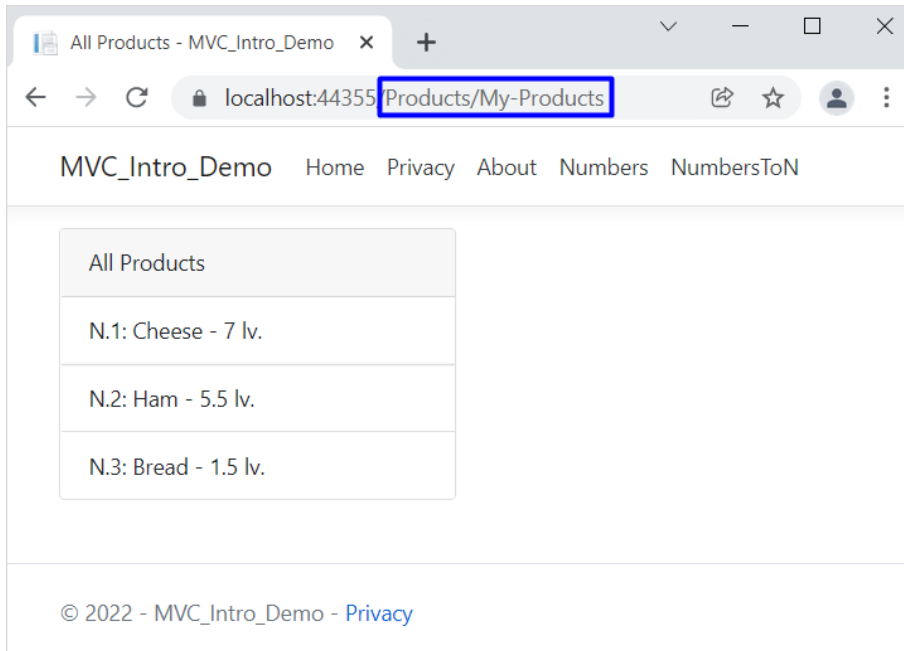 All Products - MVC_Intro_Demo
localhost:44355/Products/My-Products
MVC_Intro_Demo Home Privacy About Numbers NumbersToN
All Products
N.1: Cheese - 7 lv.
N.2: Ham - 5.5 lv.
N.3: Bread - 1.5 lv.
© 2022 - MVC_Intro_Demo - Privacy